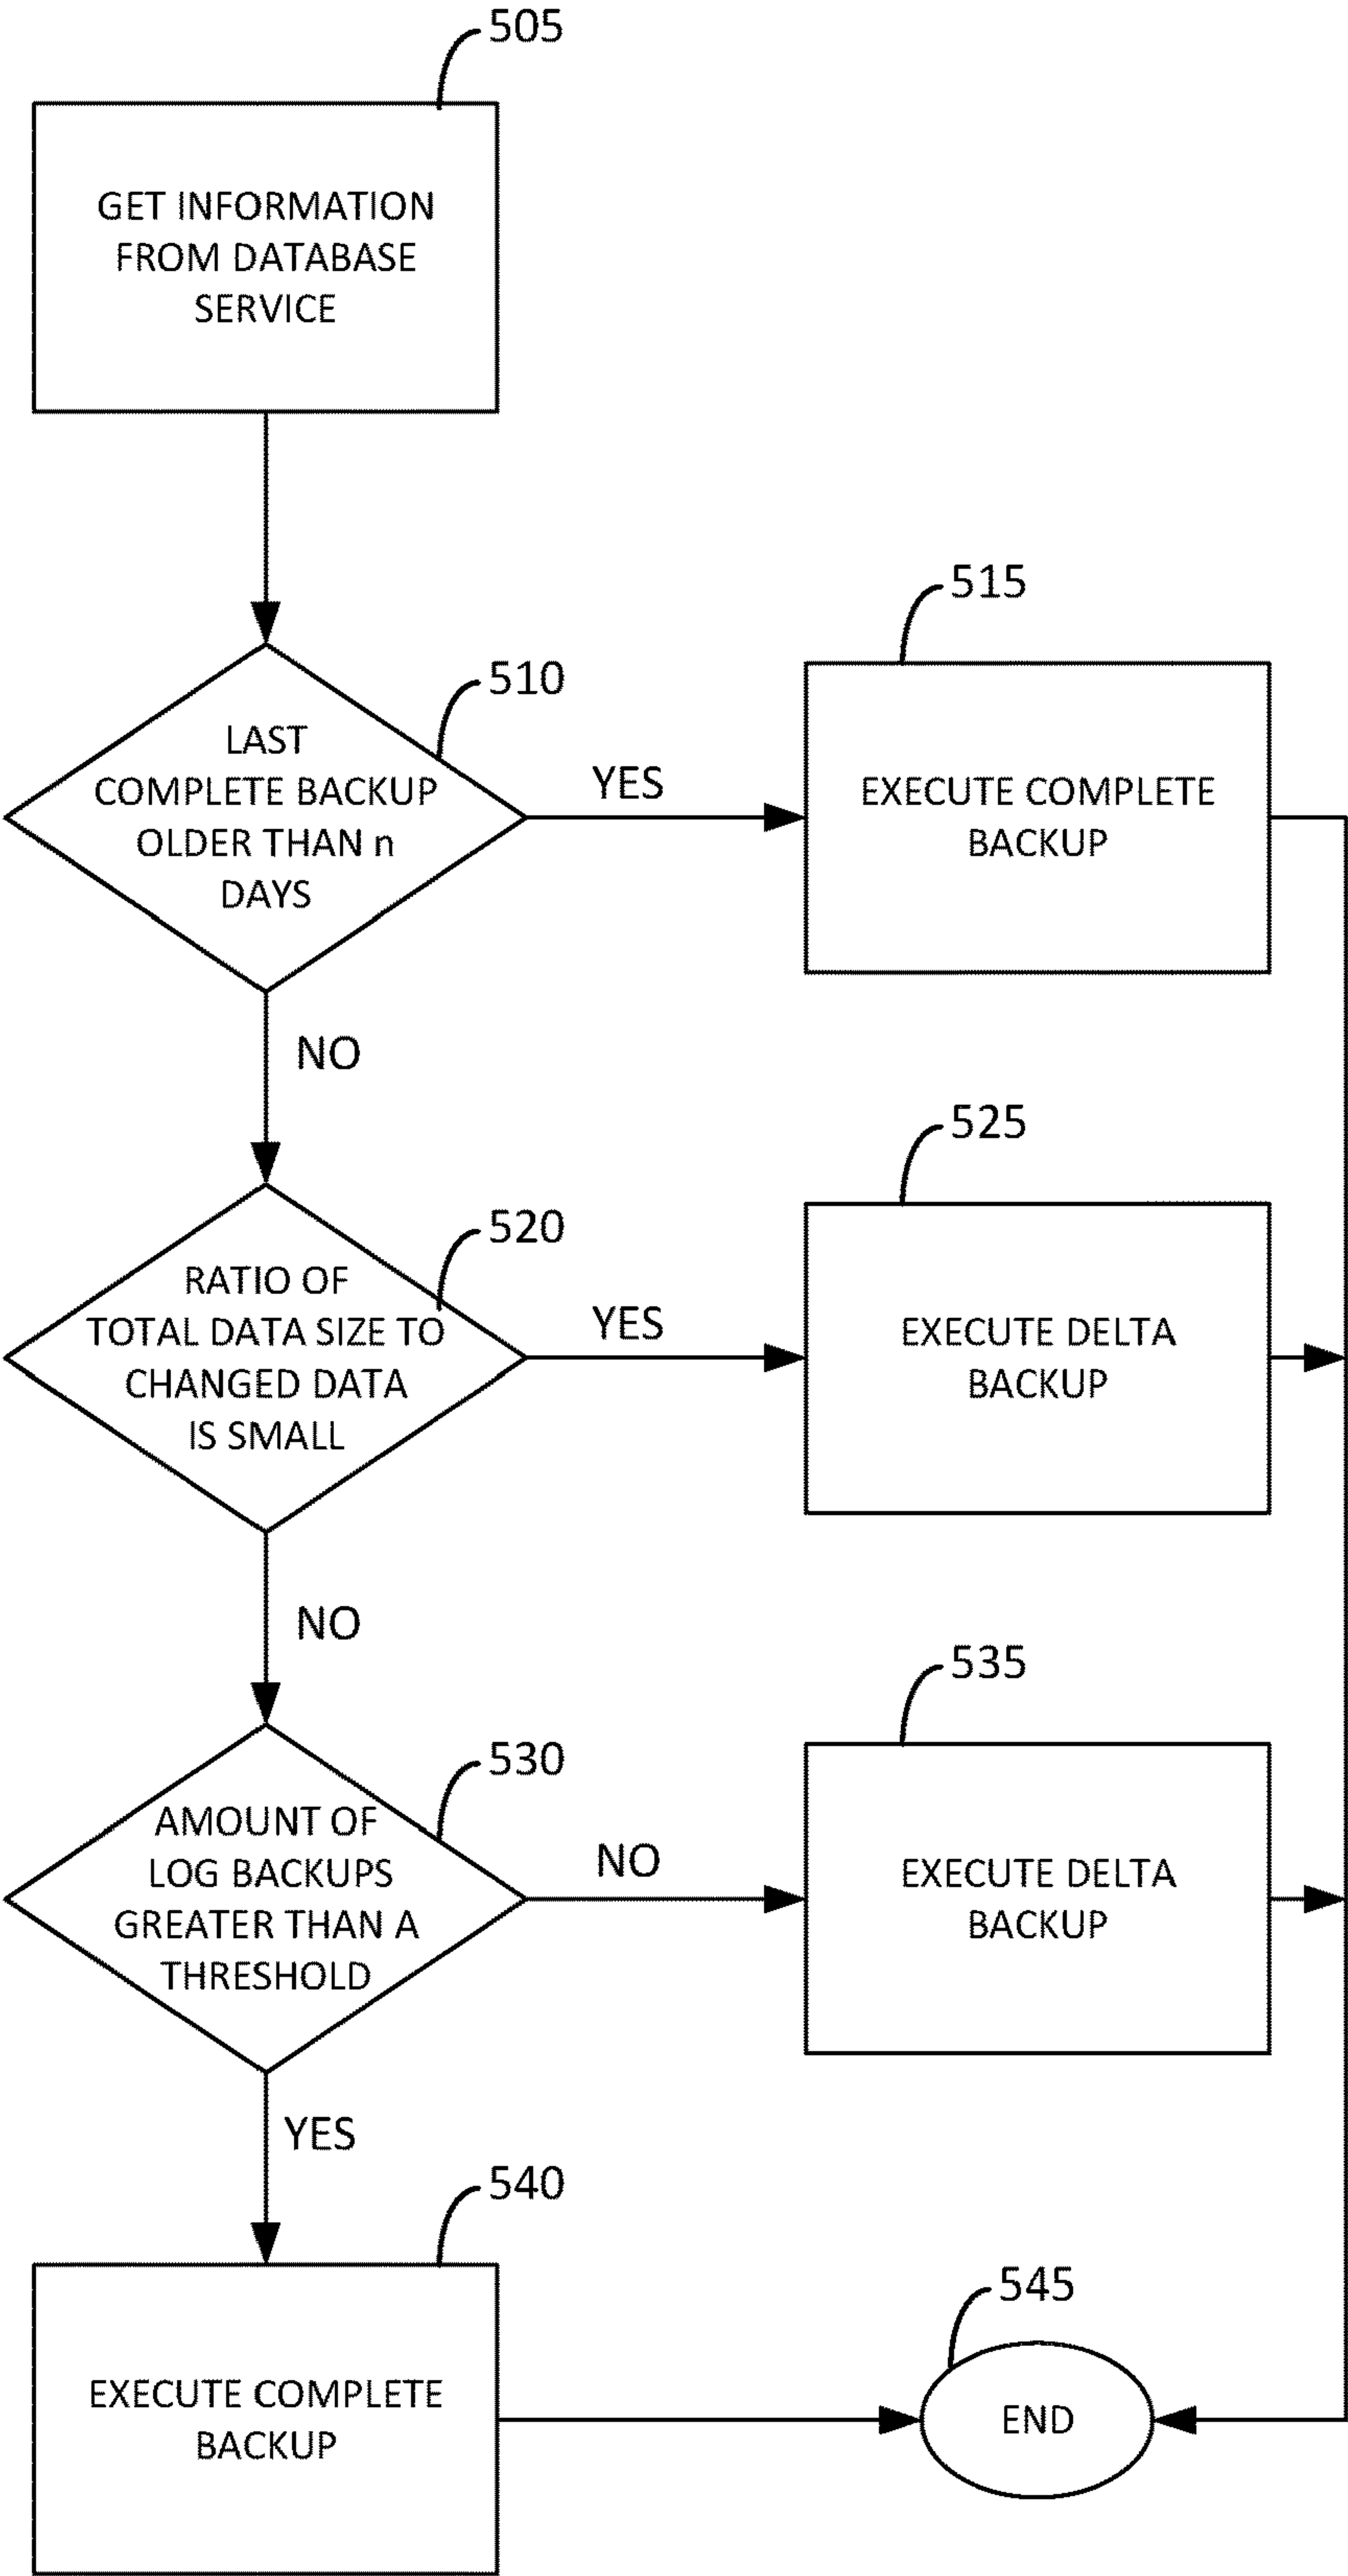 505
GET INFORMATION
FROM DATABASE
SERVICE
510
LAST
COMPLETE BACKUP
OLDER THAN n
DAYS
YES
515
EXECUTE COMPLETE
BACKUP
NO
520
RATIO OF
TOTAL DATA SIZE TO
CHANGED DATA
IS SMALL
YES
525
EXECUTE DELTA
BACKUP
NO
530
AMOUNT OF
LOG BACKUPS
GREATER THAN A
THRESHOLD
NO
535
EXECUTE DELTA
BACKUP
YES
540
EXECUTE COMPLETE
BACKUP
545
END